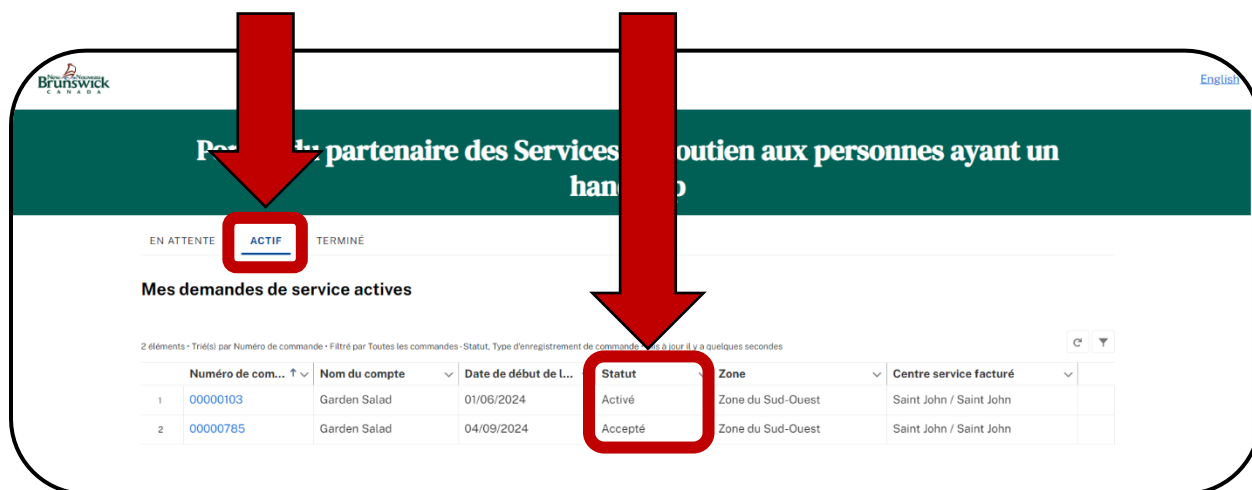 New Nouveau
Brunswick
CANADA
English
partenaire des Services outien aux personnes ayant un
EN ATTENTE ACTIF TERMINÉ
Mes demandes de service actives
2 éléments • Trié(s) par Numéro de commande • Filtré par Toutes les commandes - Statut, Type d'enregistrement de commande • à jour il y a quelques secondes
Numéro de com... Nom du compte Date de début de l... Statut Zone Centre service facturé
1 00000103 Garden Salad 01/06/2024 Activé Zone du Sud-Ouest Saint John / Saint John
2 00000785 Garden Salad 04/09/2024 Accepté Zone du Sud-Ouest Saint John / Saint John